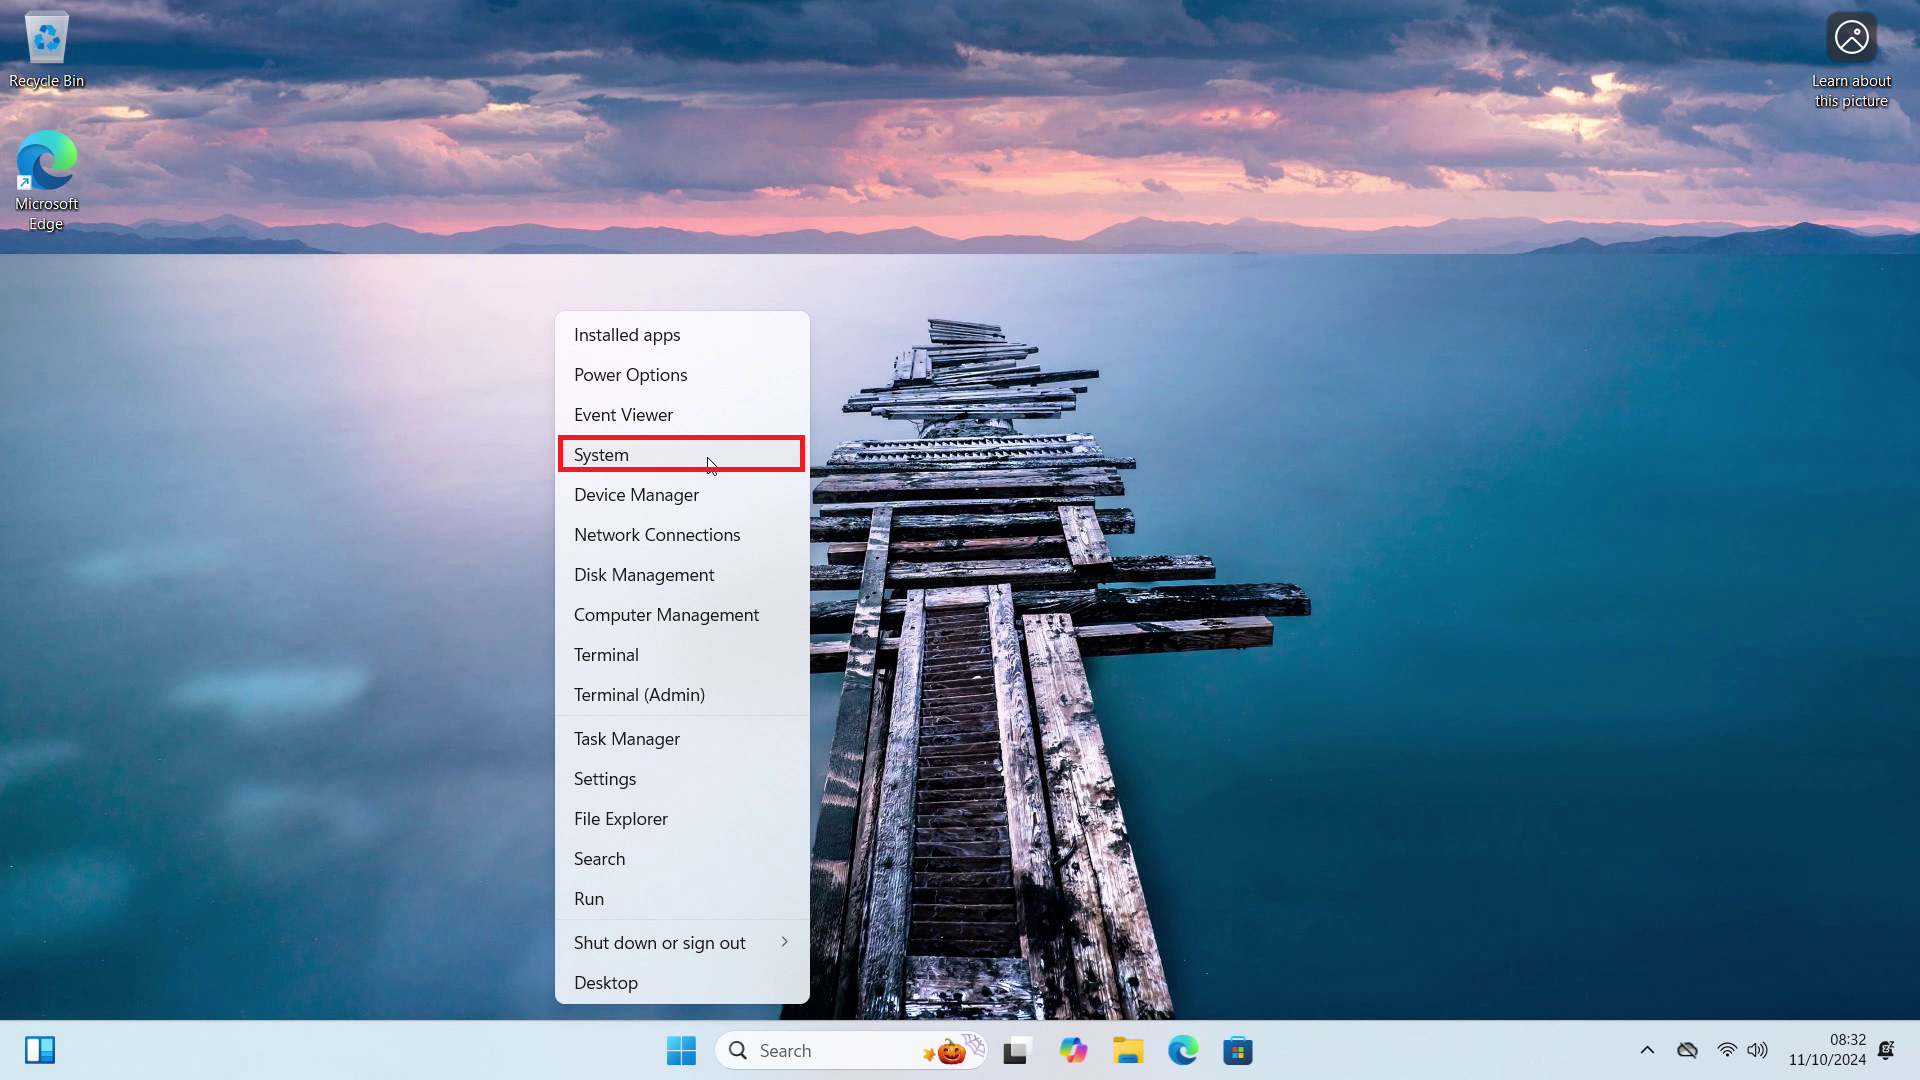 Recycle Bin
Microsoft
Edge
Learn about
this picture
Installed apps
Power Options
Event Viewer
System
Device Manager
Network Connections
Disk Management
Computer Management
Terminal
Terminal (Admin)
Task Manager
Settings
File Explorer
Search
Run
Shut down or sign out
Desktop
Search
08:32
11/10/2024